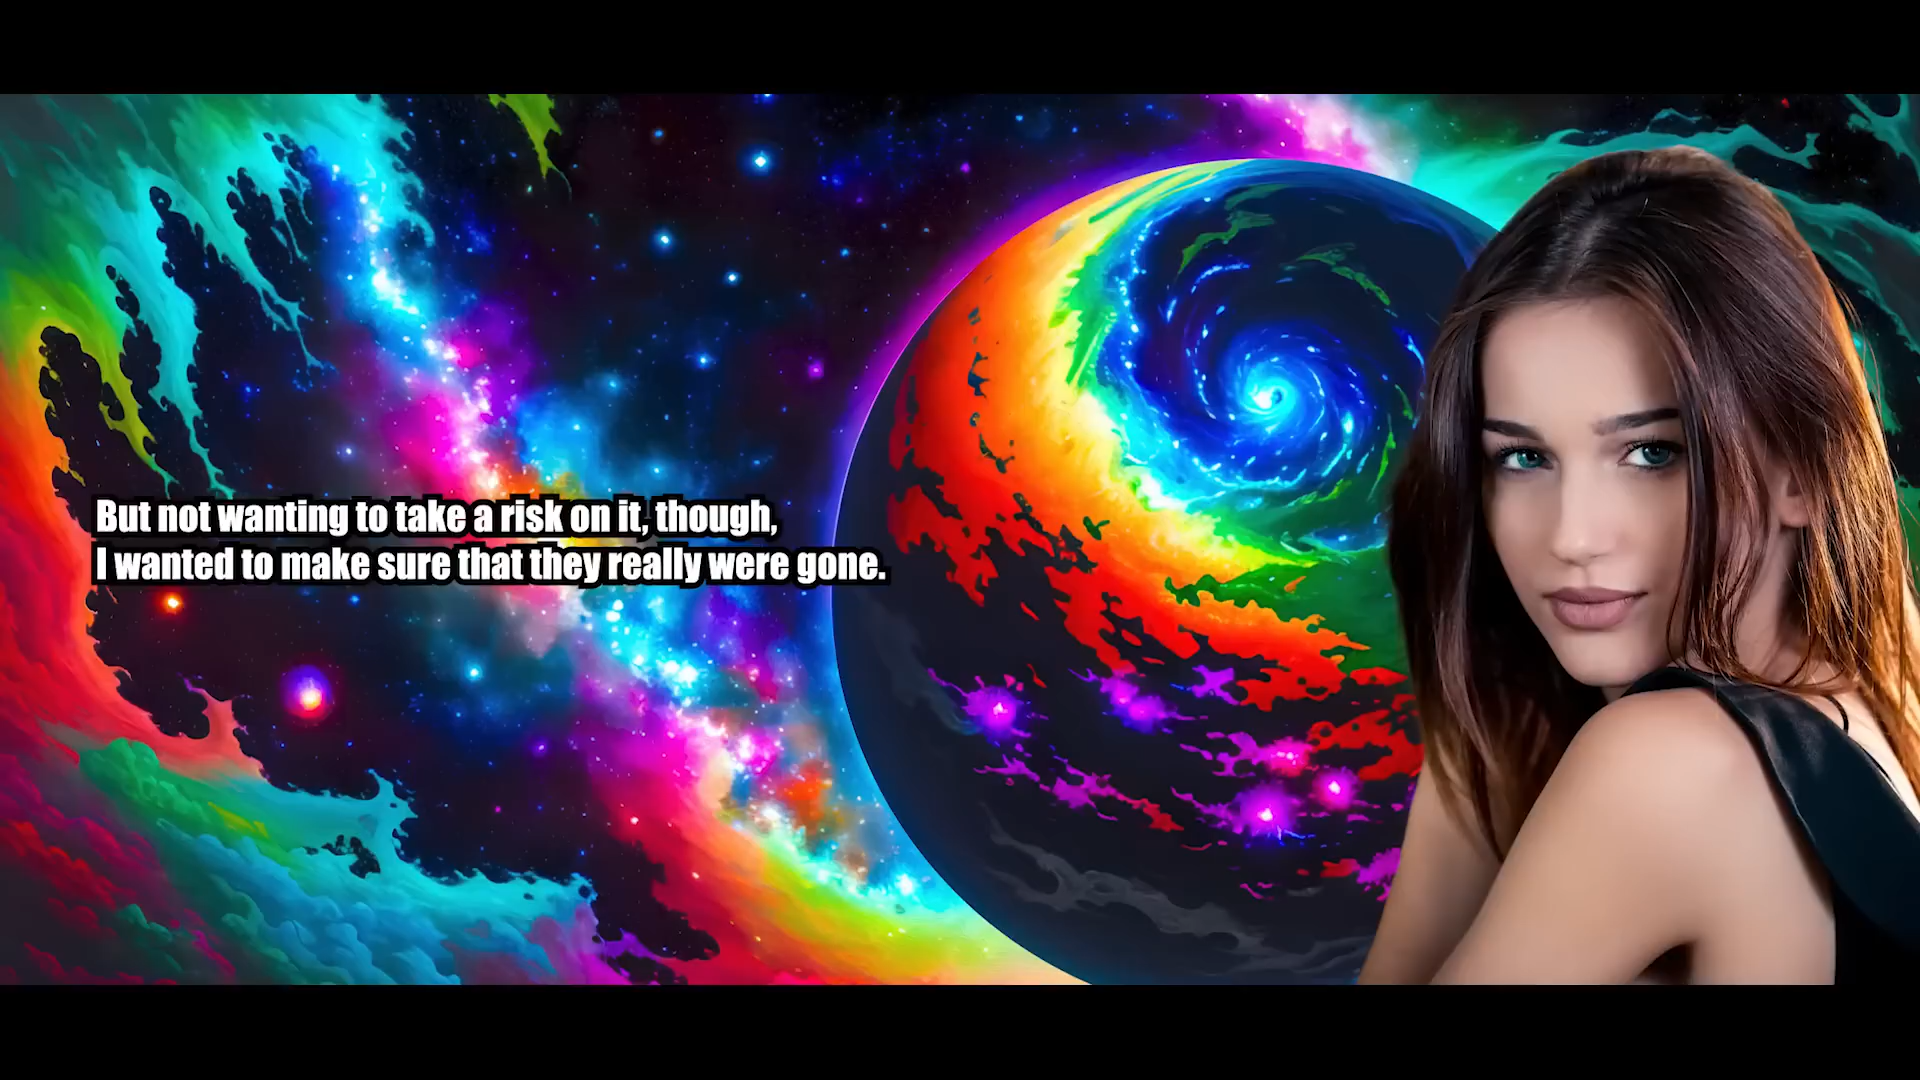 But not wanting to take a risk on it, though,
I wanted to make sure that they really were gone.